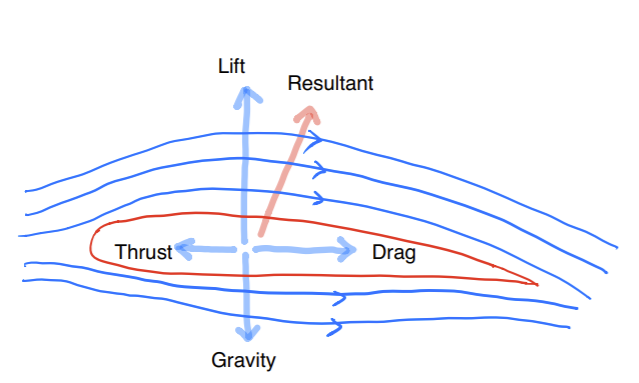 Lift
Resultant
Thrust
Drag
Gravity